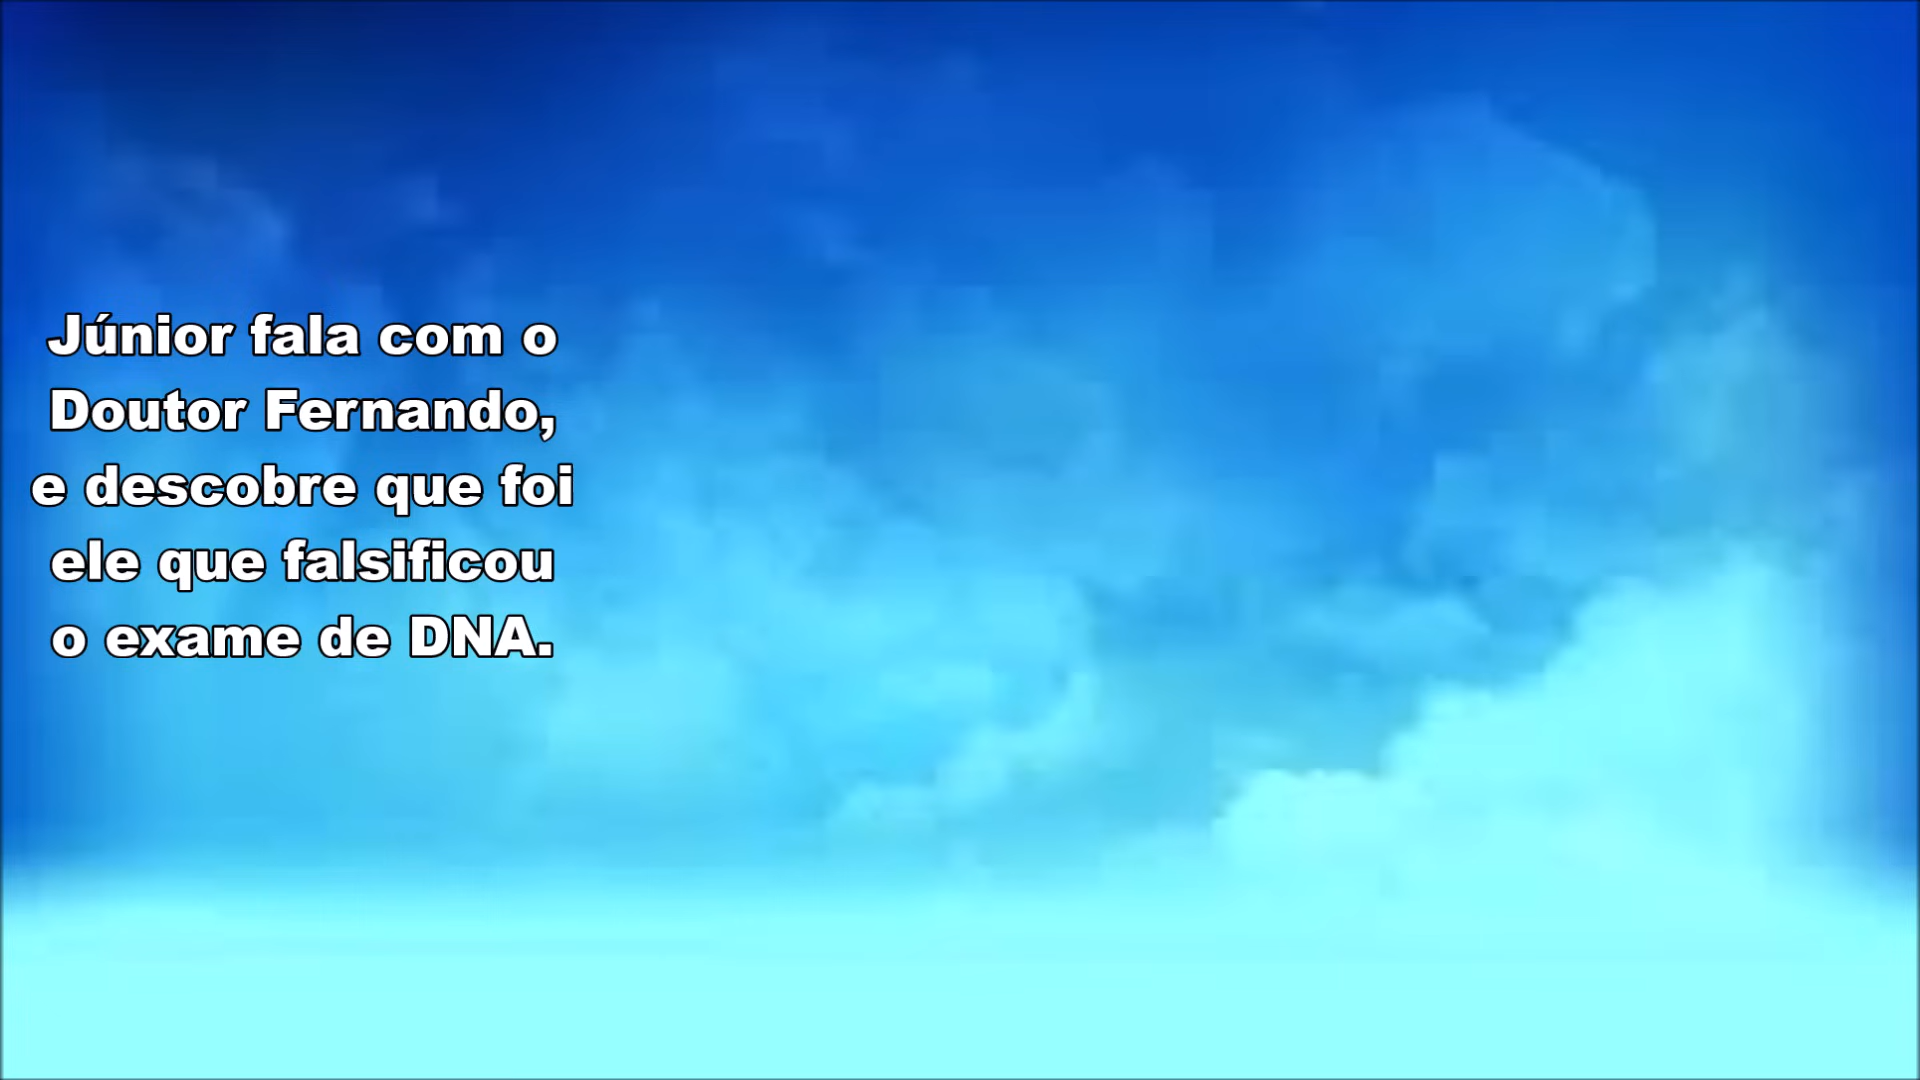 Júnior fala com o
Doutor Fernando,
e descobre que foi
ele que falsificou
o exame de DNA.